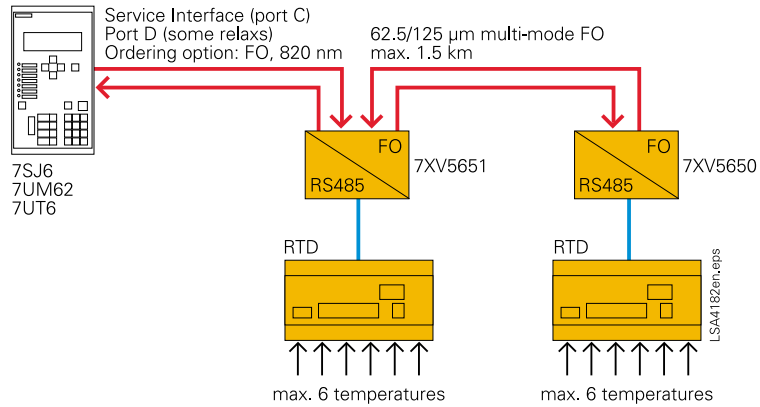 Service Interface (port C)
Port D (some relaxs)
Ordering option: FO, 820 nm
62.5/125 µm multi-mode FO
max. 1.5 km
7SJ6
7UM62
7UT6
FO
RS485
7XV5651
FO
RS485
7XV5650
RTD
RTD
LSA4182en.eps
max. 6 temperatures
max. 6 temperatures